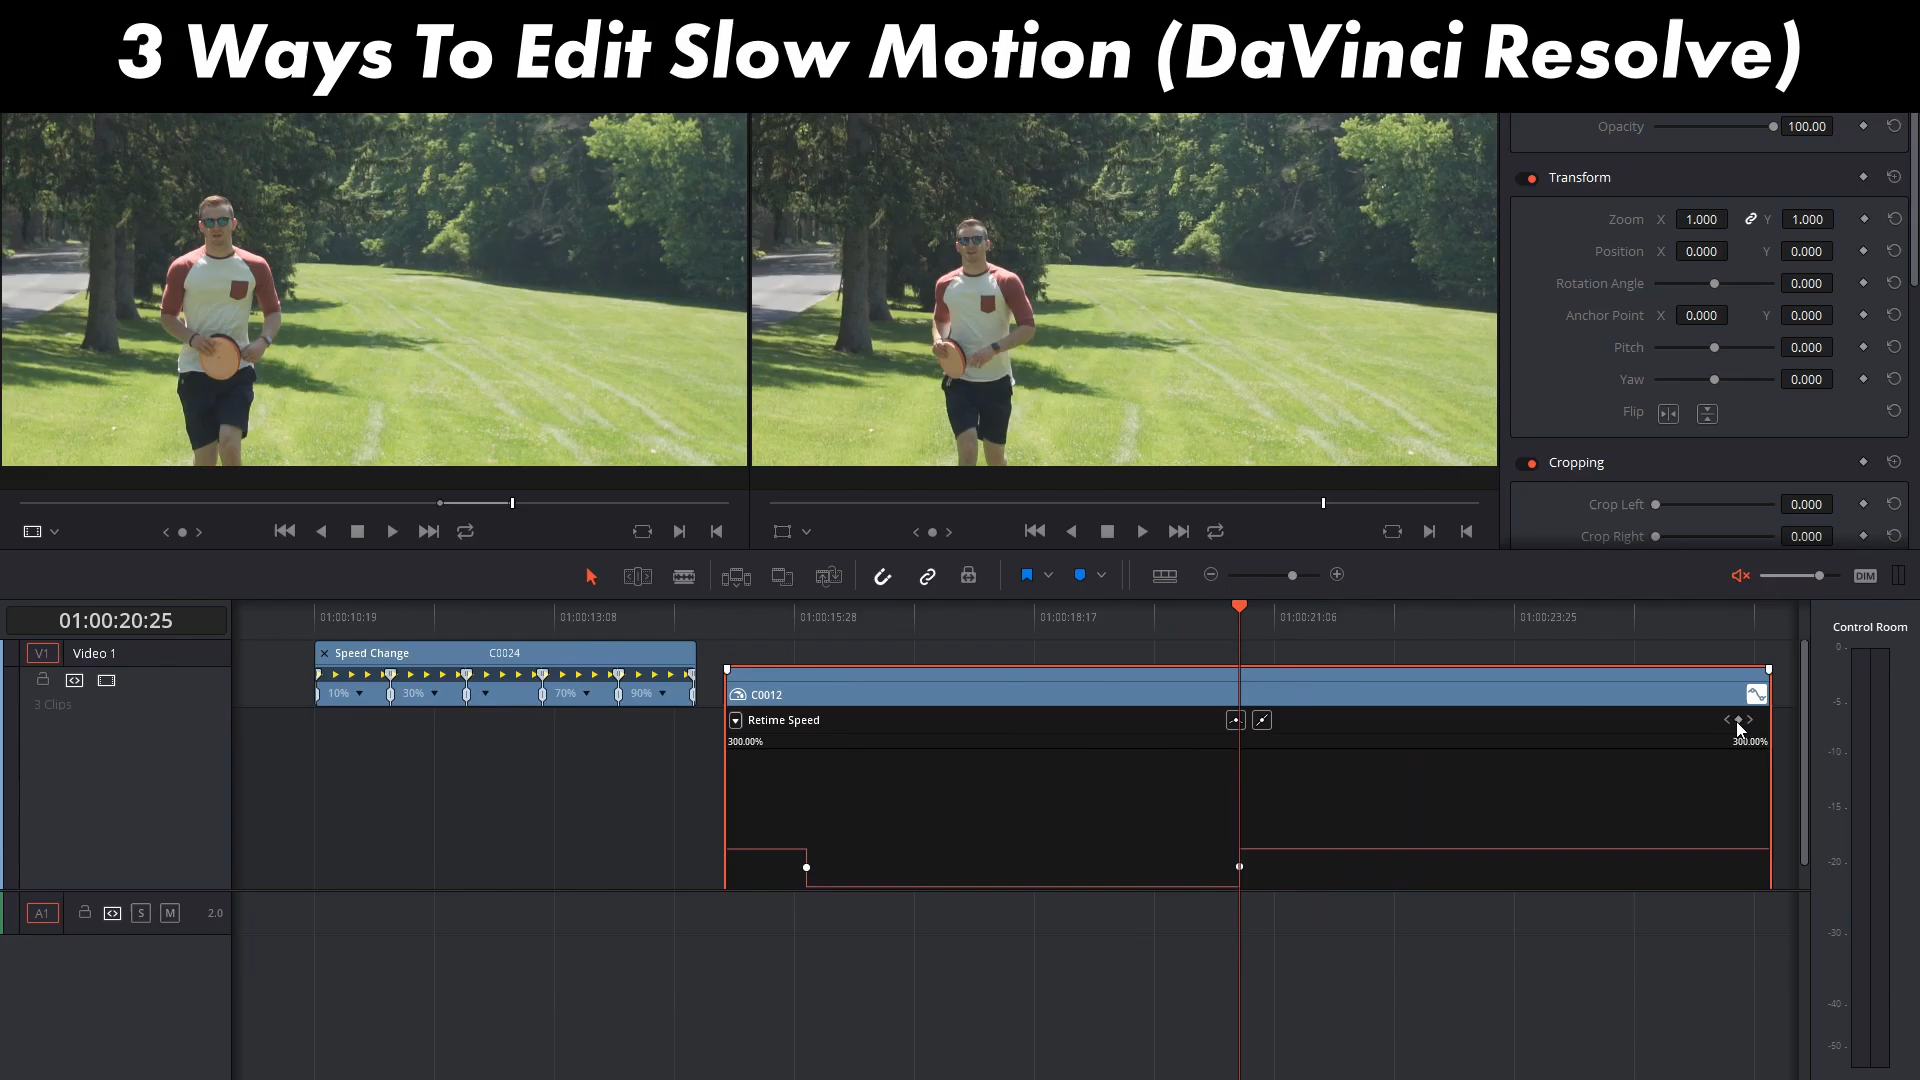 3 Ways To Edit Slow Motion (DaVinci Resolve)
Opacity 100.00
Transform
Zoom X 1.000 Y 1.000
Position X 0.000 Y 0.000
Rotation Angle 0.000
Anchor Point X 0.000 Y 0.000
Pitch 0.000
Yaw 0.000
Flip
Cropping
Crop Left 0.000
Crop Right 0.000
DIM
01:00:20:25
01:00:10:19 01:00:13:08 01:00:15:28 01:00:18:17 01:00:21:06 01:00:23:25
Control Room
V1 Video 1
3 Clips
Speed Change C0024
10% 30% 70% 90%
C0012
Retime Speed
300.00% 300.00%
A1 S M 2.0
0 -
-5 -
-10 -
-15 -
-20 -
-30 -
-40 -
-50 -